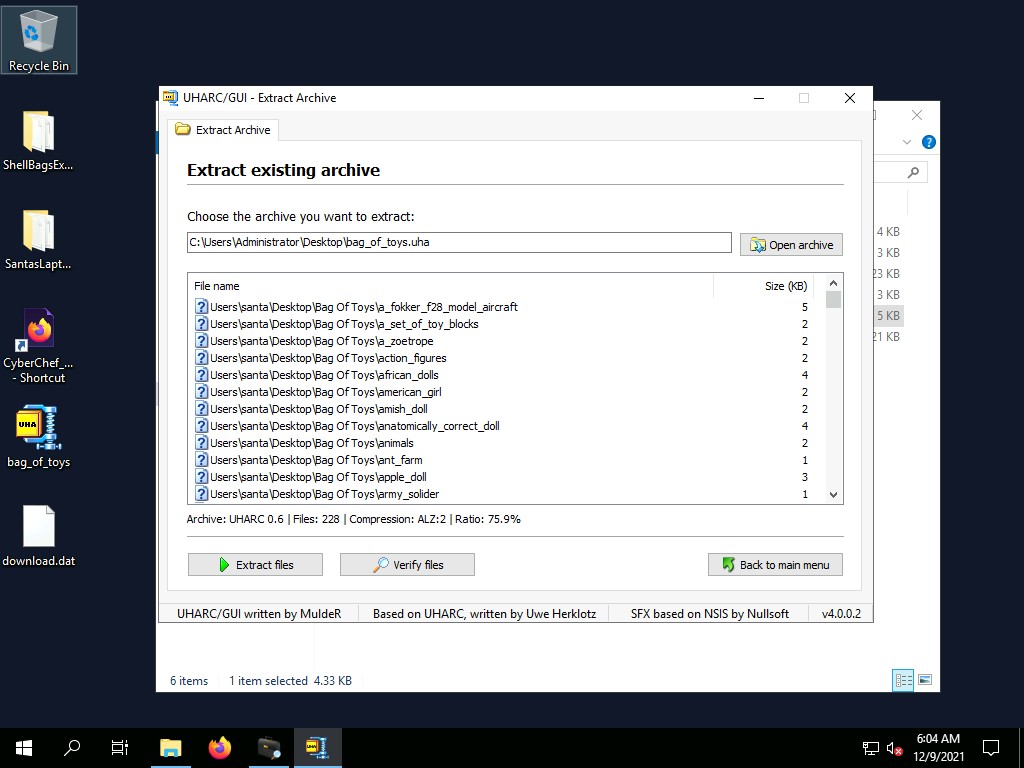 Recycle Bin
ShellBagsEx...
SantasLapt...
CyberChef_...
- Shortcut
UHA
bag_of_toys
download.dat
UHARC/GUI - Extract Archive
Extract Archive
Extract existing archive
Choose the archive you want to extract:
C:\Users\Administrator\Desktop\bag_of_toys.uha
Open archive
File name Size (KB)
Users\santa\Desktop\Bag Of Toys\a_fokker_f28_model_aircraft 5
Users\santa\Desktop\Bag Of Toys\a_set_of_toy_blocks 2
Users\santa\Desktop\Bag Of Toys\a_zoetrope 2
Users\santa\Desktop\Bag Of Toys\action_figures 2
Users\santa\Desktop\Bag Of Toys\african_dolls 4
Users\santa\Desktop\Bag Of Toys\american_girl 2
Users\santa\Desktop\Bag Of Toys\amish_doll 2
Users\santa\Desktop\Bag Of Toys\anatomically_correct_doll 4
Users\santa\Desktop\Bag Of Toys\animals 2
Users\santa\Desktop\Bag Of Toys\ant_farm 1
Users\santa\Desktop\Bag Of Toys\apple_doll 3
Users\santa\Desktop\Bag Of Toys\army_solider 1
Archive: UHARC 0.6 | Files: 228 | Compression: ALZ:2 | Ratio: 75.9%
Extract files
Verify files
Back to main menu
UHARC/GUI written by MuldeR
Based on UHARC, written by Uwe Herklotz
SFX based on NSIS by Nullsoft
v4.0.0.2
4 KB
3 KB
23 KB
3 KB
5 KB
21 KB
6 items
1 item selected 4.33 KB
6:04 AM
12/9/2021